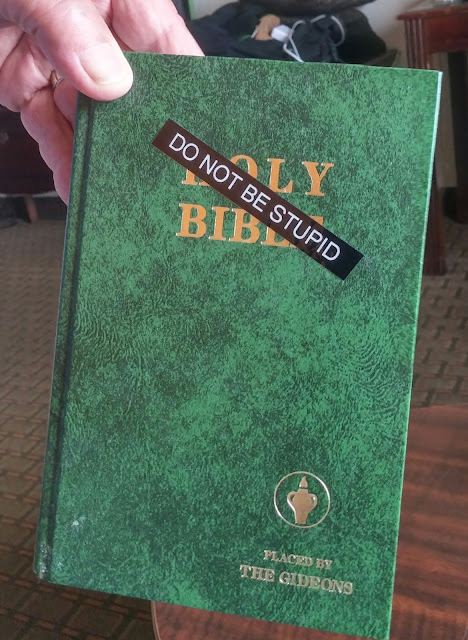 HOLY
BIBLE
DO NOT BE STUPID
PLACED BY
THE GIDEONS